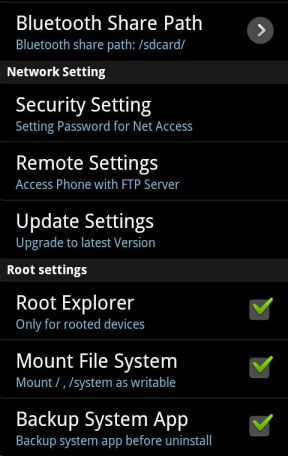 Bluetooth Share Path
Bluetooth share path: /sdcard/
Network Setting
Security Setting
Setting Password for Net Access
Remote Settings
Access Phone with FTP Server
Update Settings
Upgrade to latest Version
Root settings
Root Explorer
Only for rooted devices
Mount File System
Mount / , /system as writable
Backup System App
Backup system app before uninstall